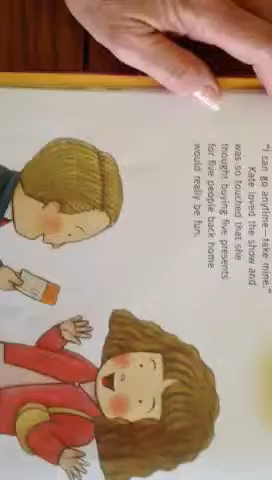 "I can go anytime—take mine."
Kate loved the show and
was so touched that she
thought buying five presents
for five people back home
would really be fun.